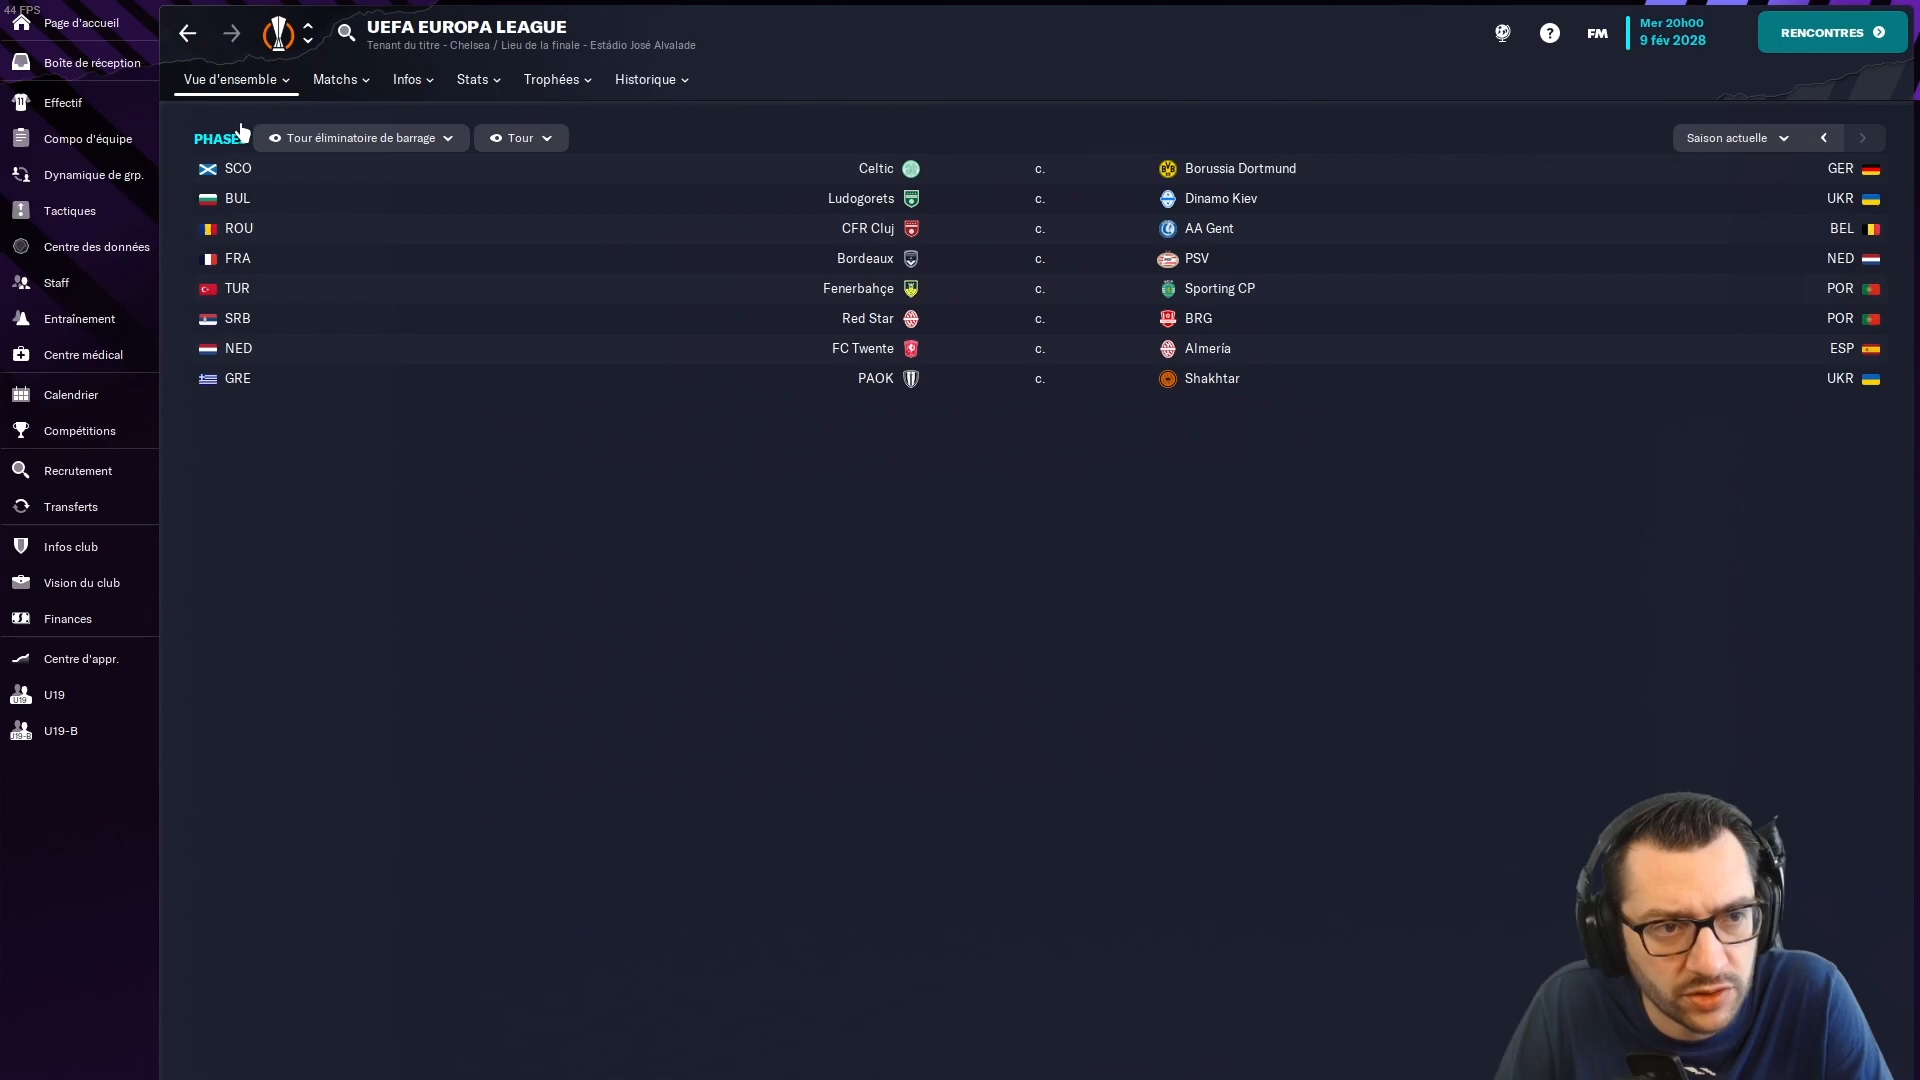 44 FPS
Page d'accueil
Boîte de réception
Effectif
Compo d'équipe
Dynamique de grp.
Tactiques
Centre des données
Staff
Entraînement
Centre médical
Calendrier
Compétitions
Recrutement
Transferts
Infos club
Vision du club
Finances
Centre d'appr.
U19
U19
U19-B
U19-B
UEFA EUROPA LEAGUE
Tenant du titre - Chelsea / Lieu de la finale - Estádio José Alvalade
? FM
Mer 20h00
9 fév 2028
RENCONTRES
Vue d'ensemble Matchs Infos Stats Trophées Historique
PHASE Tour éliminatoire de barrage Tour Saison actuelle
SCO Celtic c. Borussia Dortmund GER
BUL Ludogorets c. Dinamo Kiev UKR
ROU CFR Cluj c. AA Gent BEL
FRA Bordeaux c. PSV NED
TUR Fenerbahçe c. Sporting CP POR
SRB Red Star c. BRG POR
NED FC Twente c. Almería ESP
GRE PAOK c. Shakhtar UKR